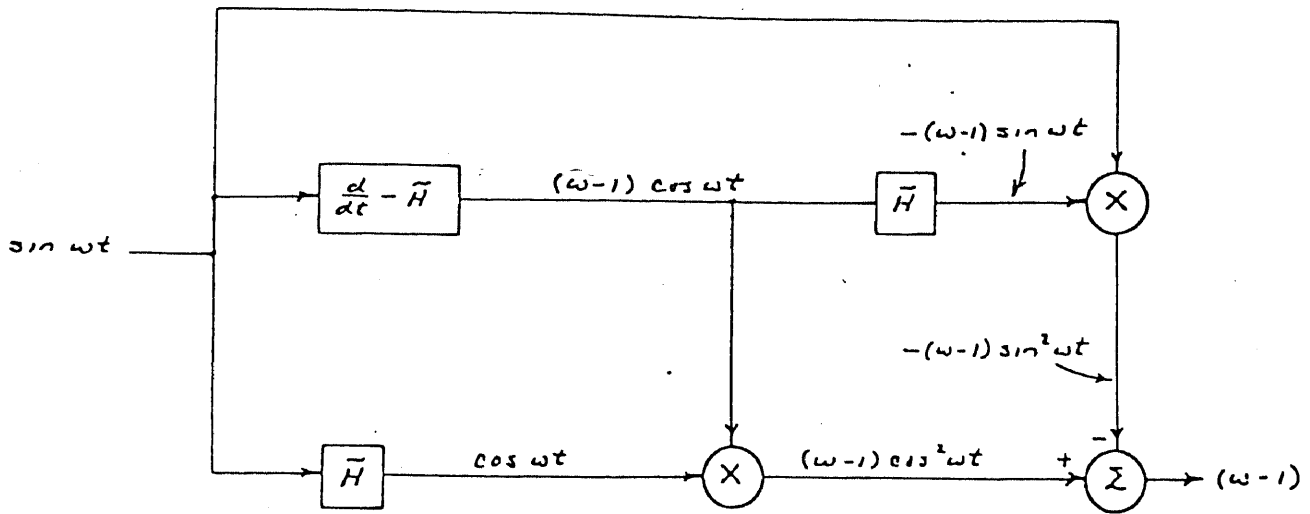 -(ω-1) sin ωt
d/dt - H̃
(ω-1) cos ωt
H̃
X
sin ωt
-(ω-1) sin²ωt
H̃
cos ωt
X
(ω-1) cos²ωt
+
-
Σ
(ω-1)